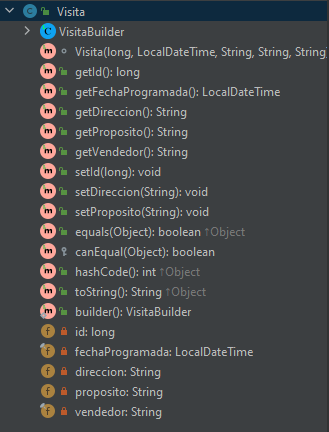 Visita
VisitaBuilder
Visita(long, LocalDateTime, String, String, String
getId(): long
getFechaProgramada(): LocalDateTime
getDireccion(): String
getProposito(): String
getVendedor(): String
setId(long): void
setDireccion(String): void
setProposito(String): void
equals(Object): boolean ↑Object
canEqual(Object): boolean
hashCode(): int ↑Object
toString(): String ↑Object
builder(): VisitaBuilder
id: long
fechaProgramada: LocalDateTime
direccion: String
proposito: String
vendedor: String